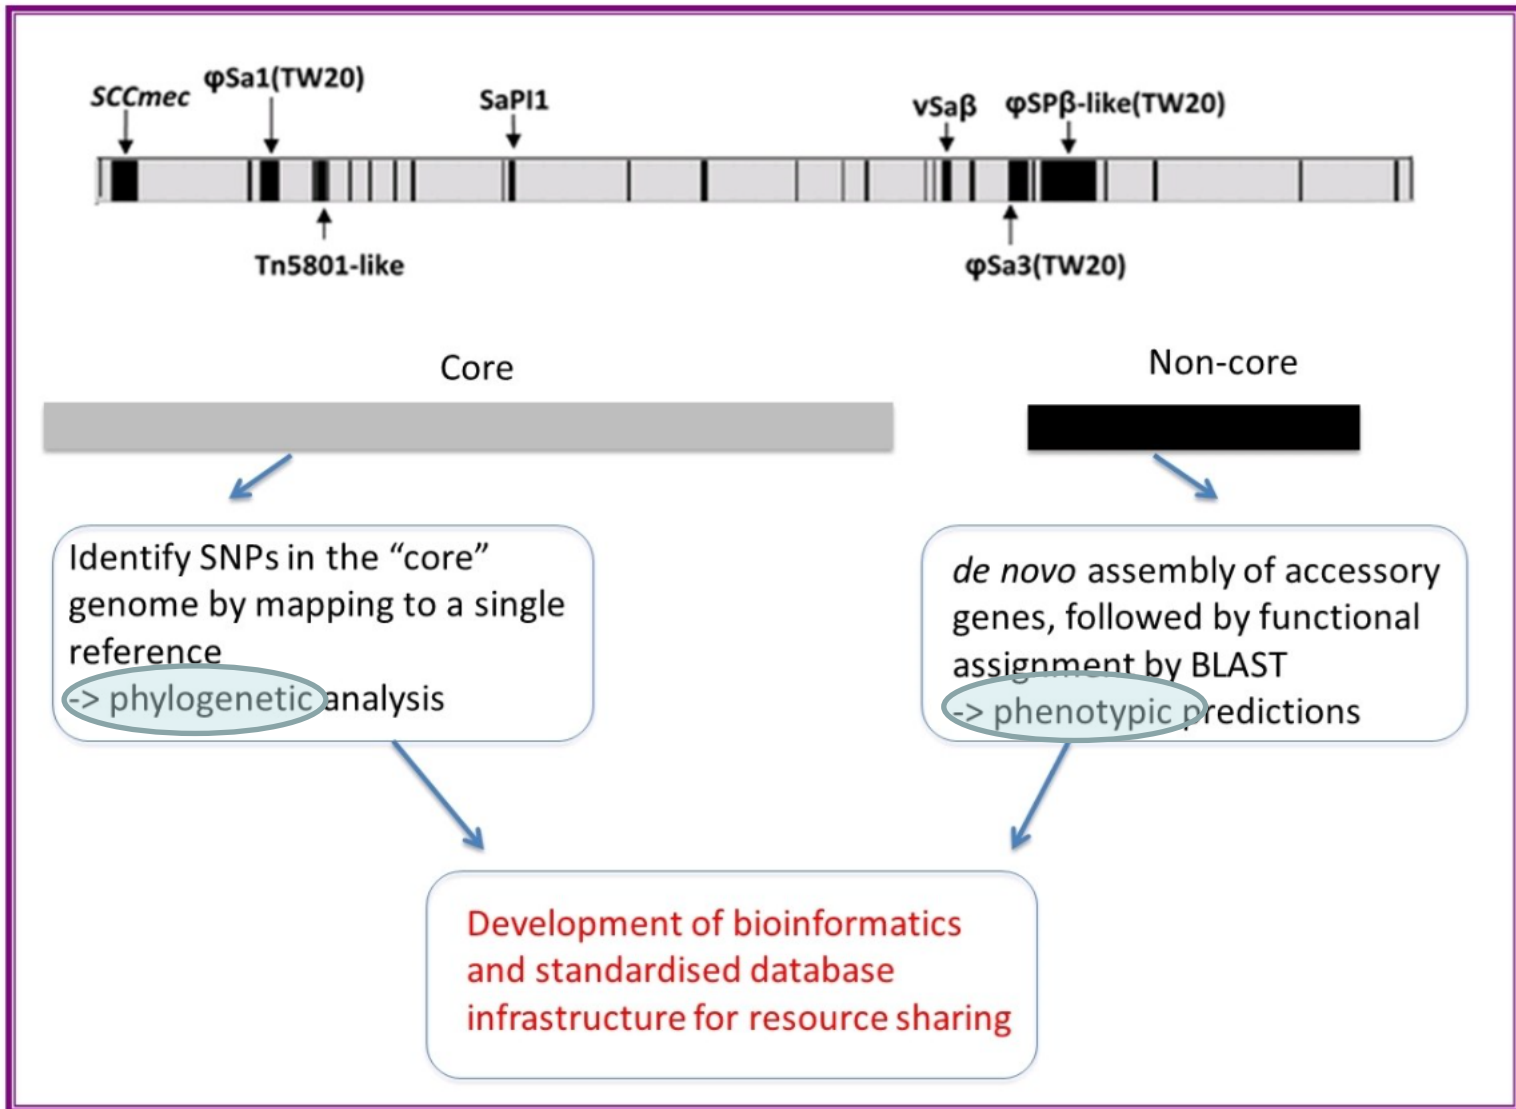 SCCmec
φSa1(TW20)
SaPI1
νSaβ
φSPβ-like(TW20)
Tn5801-like
φSa3(TW20)
Core
Non-core
Identify SNPs in the “core”
genome by mapping to a single
reference
-> phylogenetic analysis
de novo assembly of accessory
genes, followed by functional
assignment by BLAST
-> phenotypic predictions
Development of bioinformatics
and standardised database
infrastructure for resource sharing